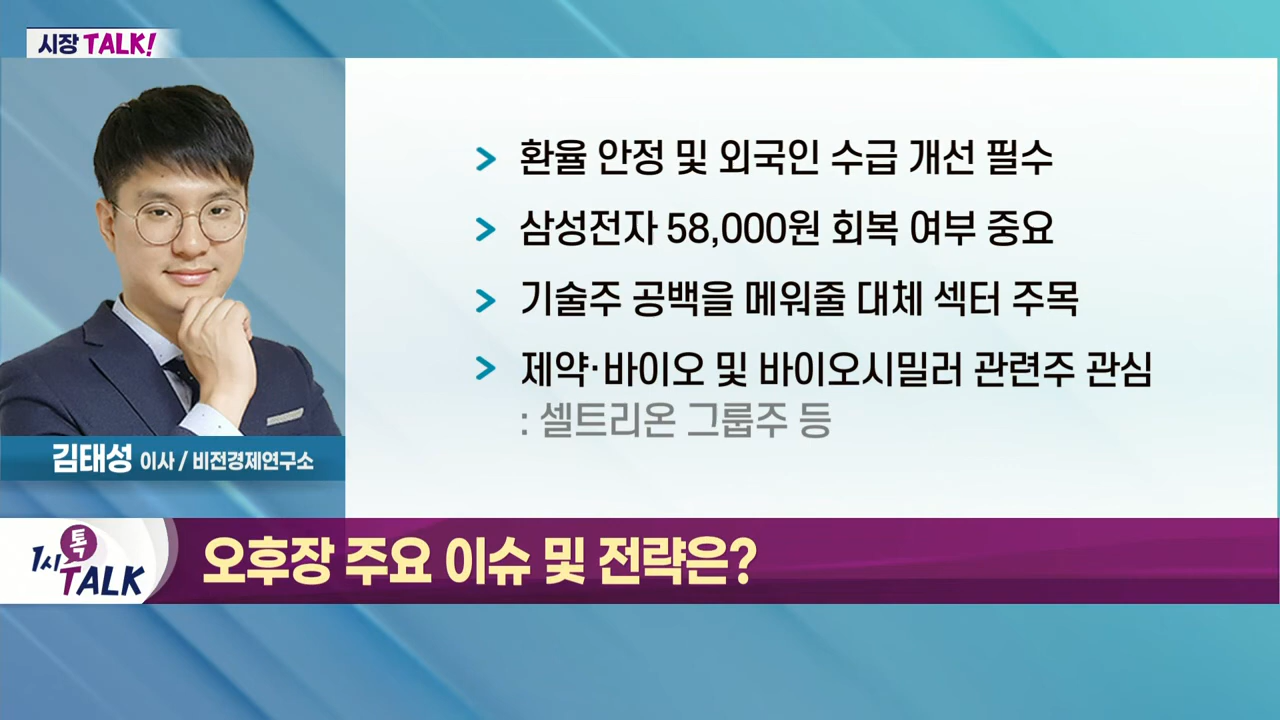 시장 TALK!
> 환율 안정 및 외국인 수급 개선 필수
> 삼성전자 58,000원 회복 여부 중요
> 기술주 공백을 메워줄 대체 섹터 주목
> 제약·바이오 및 바이오시밀러 관련주 관심
: 셀트리온 그룹주 등
김태성 이사 / 비전경제연구소
1시 톡 TALK
오후장 주요 이슈 및 전략은?